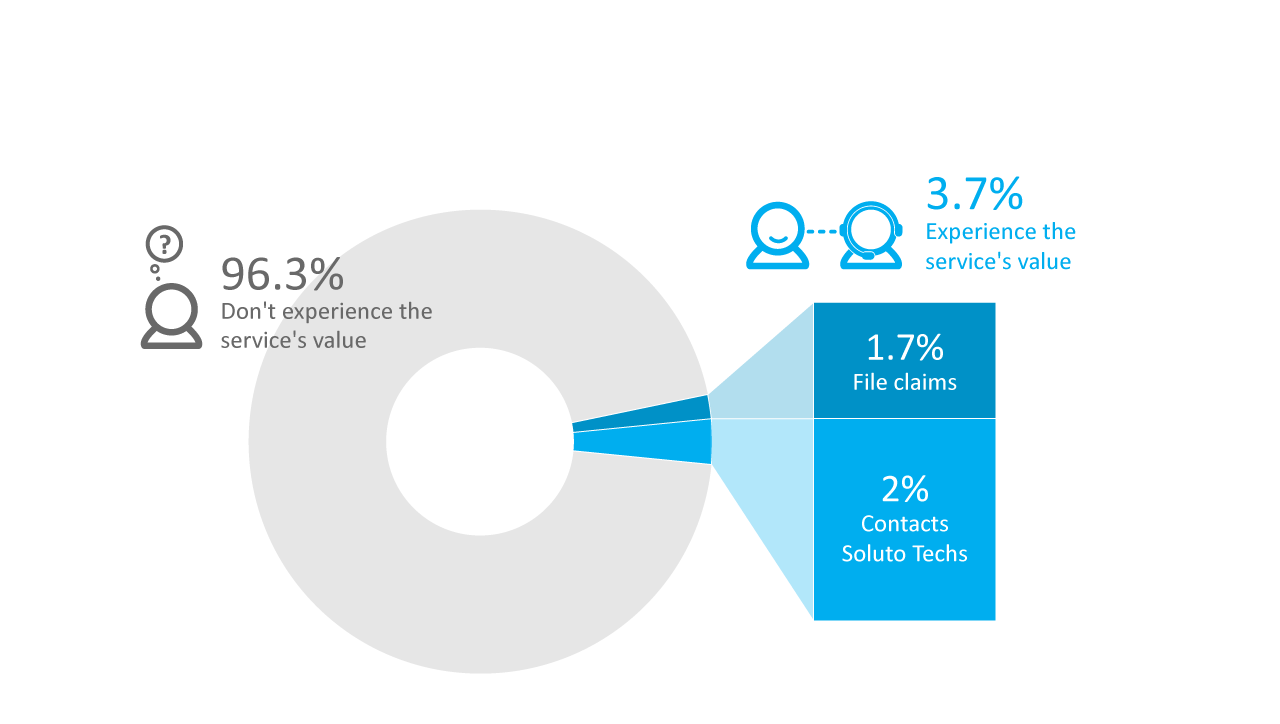 ?
96.3%
Don't experience the
service's value
3.7%
Experience the
service's value
1.7%
File claims
2%
Contacts
Soluto Techs